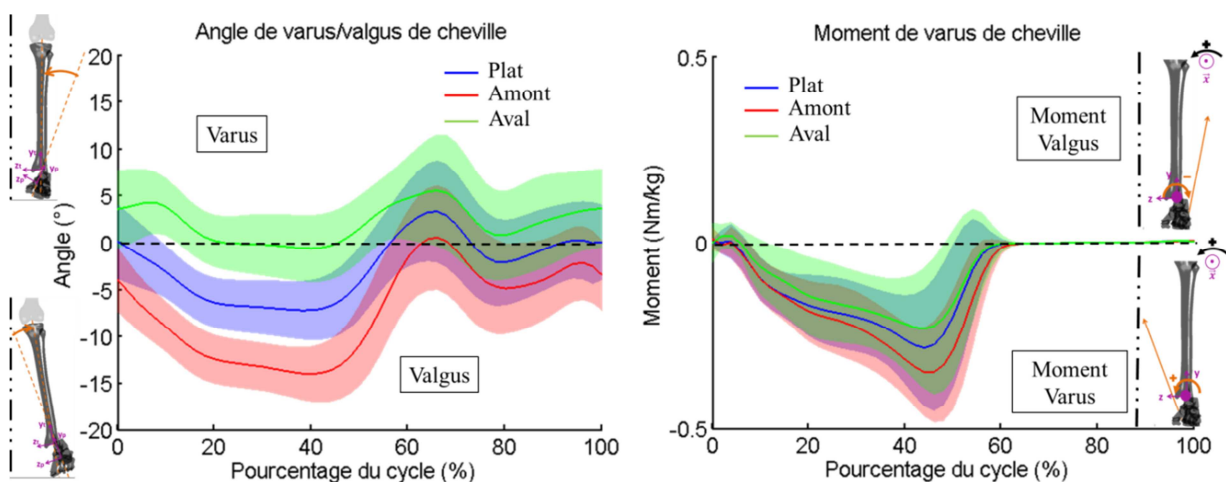 Angle de varus/valgus de cheville
20
15
10
5
0
-5
-10
-15
-20
Angle (°)
Plat
Amont
Aval
Varus
Valgus
0
20
40
60
80
100
Pourcentage du cycle (%)
Moment de varus de cheville
0.5
0
-0.5
Moment (Nm/kg)
Plat
Amont
Aval
Moment
Valgus
Moment
Varus
0
20
40
60
80
100
Pourcentage du cycle (%)
+
x
y
z
−
+
x
+
y
z